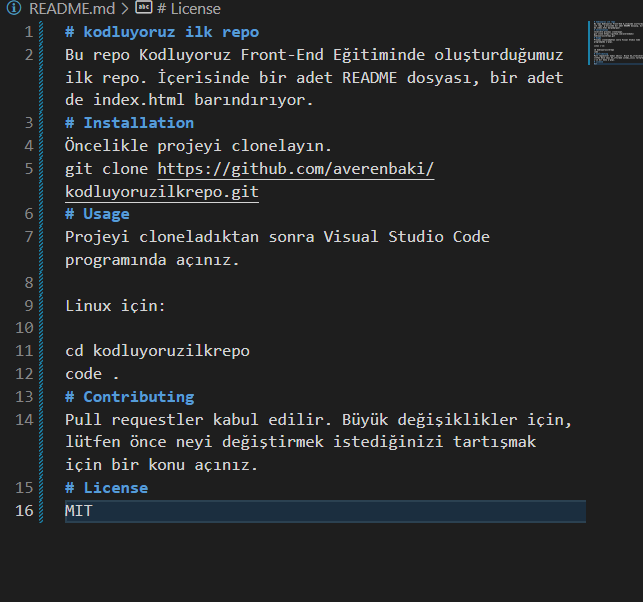 README.md > # License
1 # kodluyoruz ilk repo
2 Bu repo Kodluyoruz Front-End Eğitiminde oluşturduğumuz
ilk repo. İçerisinde bir adet README dosyası, bir adet
de index.html barındırıyor.
3 # Installation
4 Öncelikle projeyi clonelayın.
5 git clone https://github.com/averenbaki/
kodluyoruzilkrepo.git
6 # Usage
7 Projeyi cloneladıktan sonra Visual Studio Code
programında açınız.
8
9 Linux için:
10
11 cd kodluyoruzilkrepo
12 code .
13 # Contributing
14 Pull requestler kabul edilir. Büyük değişiklikler için,
lütfen önce neyi değiştirmek istediğinizi tartışmak
için bir konu açınız.
15 # License
16 MIT